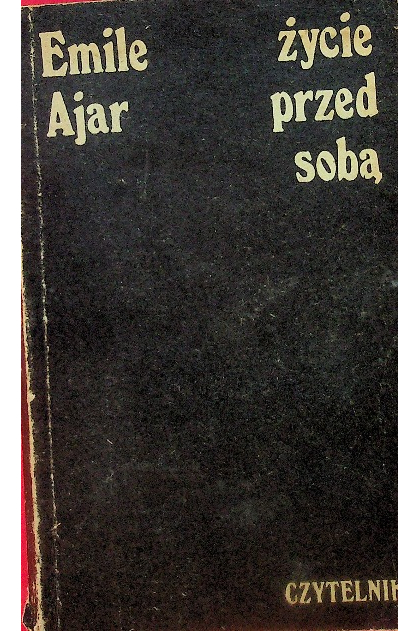 Emile
Ajar
życie
przed
sobą
CZYTELNIK